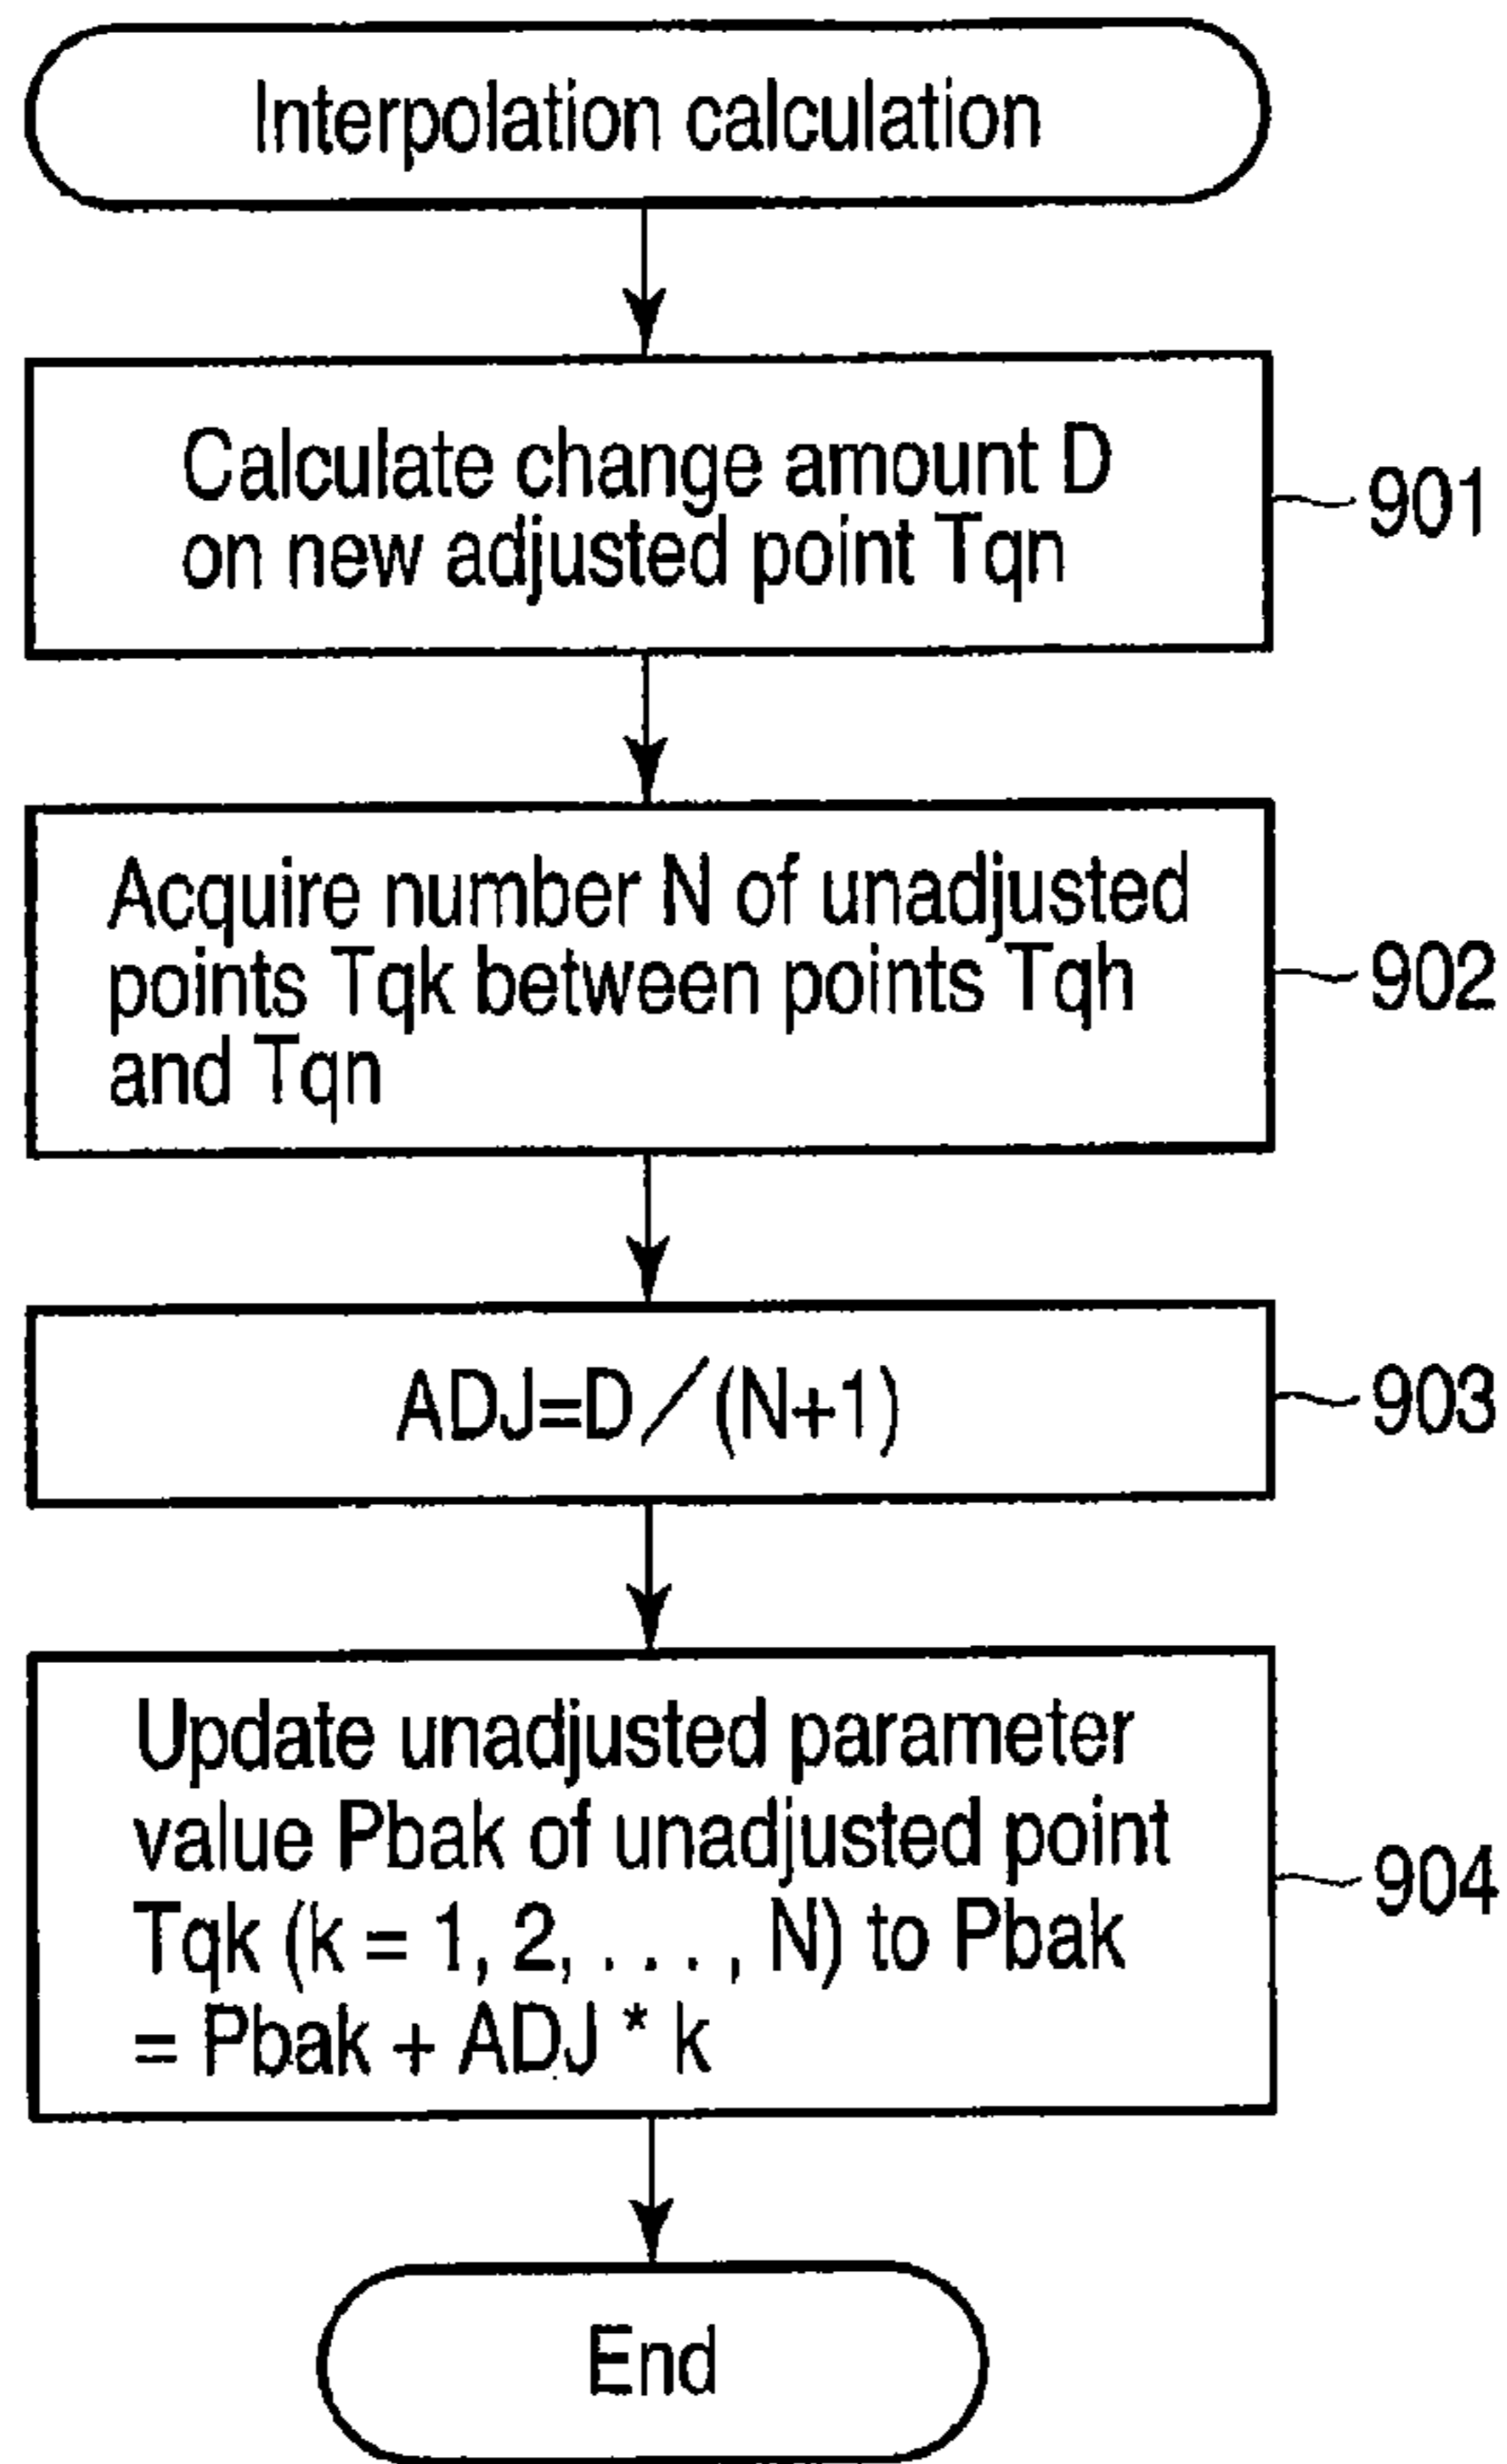 Interpolation calculation
Calculate change amount D
on new adjusted point Tqn
901
Acquire number N of unadjusted
points Tqk between points Tqh
and Tqn
902
ADJ=D/(N+1)
903
Update unadjusted parameter
value Pbak of unadjusted point
Tqk (k = 1, 2, . . . , N) to Pbak
= Pbak + ADJ * k
904
End